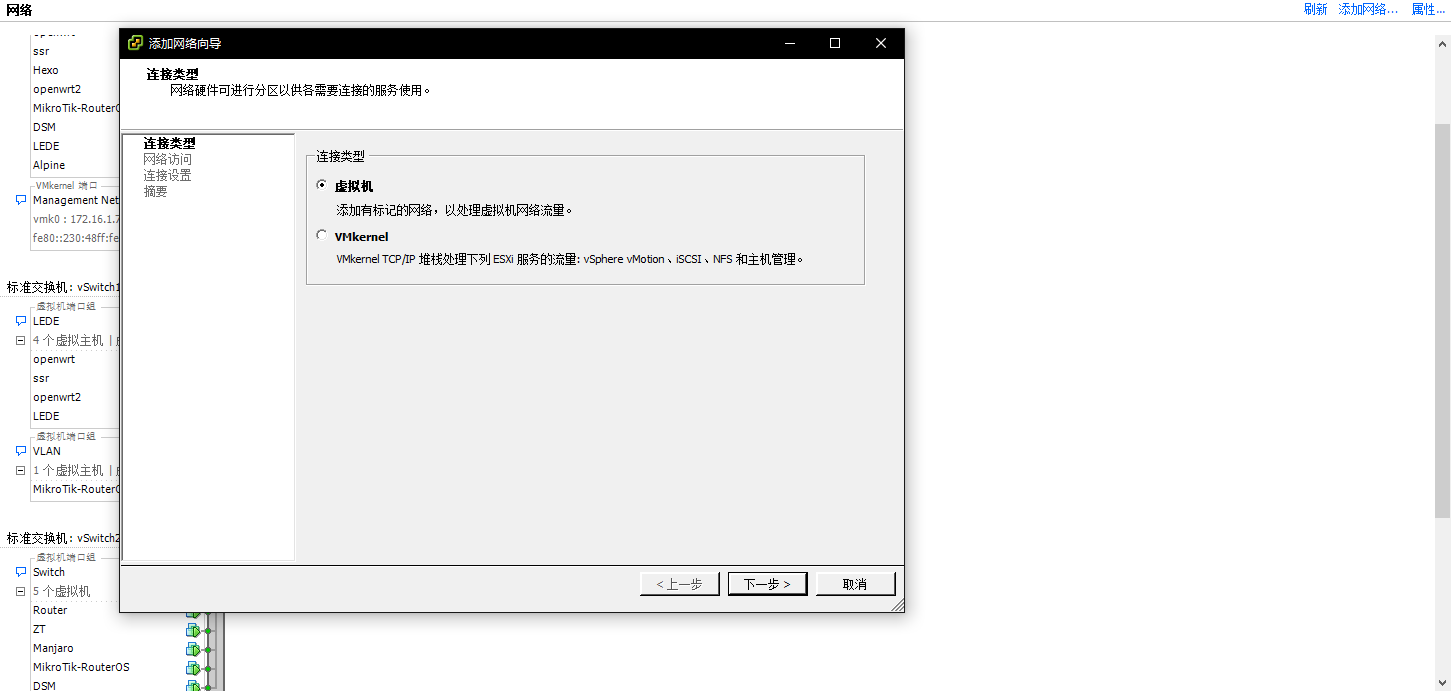 网络
刷新 添加网络... 属性...
ssr
Hexo
openwrt2
MikroTik-Router
DSM
LEDE
Alpine
VMkernel 端口
Management Net
vmk0 : 172.16.1.7
fe80::230:48ff:fe
标准交换机: vSwitch1
虚拟机端口组
LEDE
4 个虚拟主机 |
openwrt
ssr
openwrt2
LEDE
虚拟机端口组
VLAN
1 个虚拟主机 |
MikroTik-Router
标准交换机: vSwitch2
虚拟机端口组
Switch
5 个虚拟机
Router
ZT
Manjaro
MikroTik-RouterOS
DSM
添加网络向导
连接类型
网络硬件可进行分区以供各需要连接的服务使用。
连接类型
网络访问
连接设置
摘要
连接类型
虚拟机
添加有标记的网络，以处理虚拟机网络流量。
VMkernel
VMkernel TCP/IP 堆栈处理下列 ESXi 服务的流量: vSphere vMotion、iSCSI、NFS 和主机管理。
< 上一步 下一步 > 取消